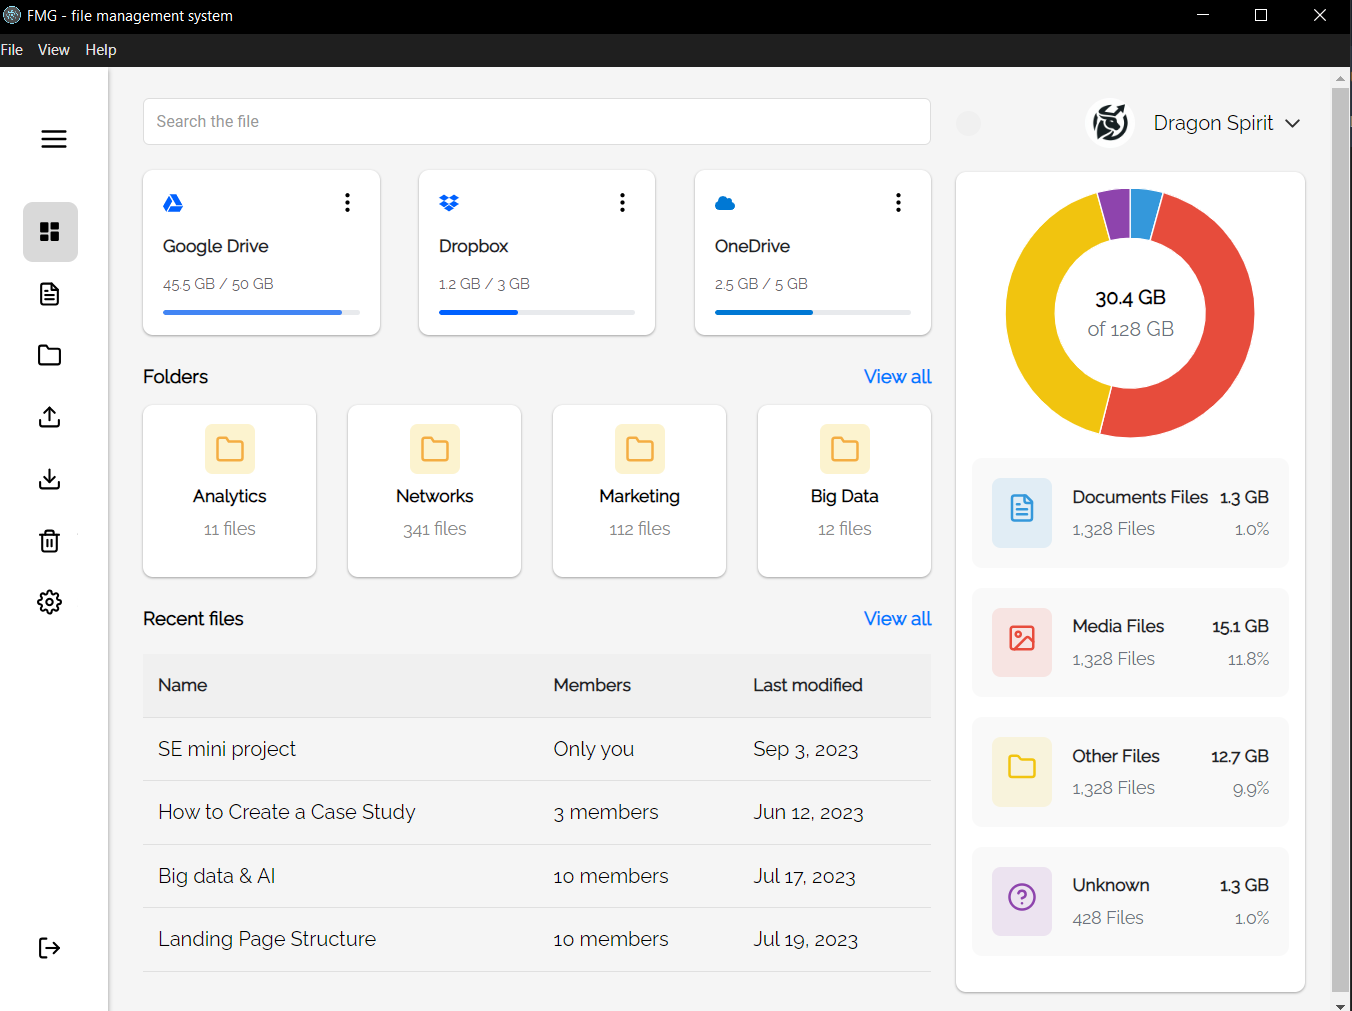 FMG - file management system
File View Help
Search the file
Dragon Spirit
Google Drive
45.5 GB / 50 GB
Dropbox
1.2 GB / 3 GB
OneDrive
2.5 GB / 5 GB
Folders
View all
Analytics
11 files
Networks
341 files
Marketing
112 files
Big Data
12 files
Recent files
View all
Name Members Last modified
SE mini project Only you Sep 3, 2023
How to Create a Case Study 3 members Jun 12, 2023
Big data & AI 10 members Jul 17, 2023
Landing Page Structure 10 members Jul 19, 2023
30.4 GB
of 128 GB
Documents Files 1.3 GB
1,328 Files 1.0%
Media Files 15.1 GB
1,328 Files 11.8%
Other Files 12.7 GB
1,328 Files 9.9%
Unknown 1.3 GB
428 Files 1.0%